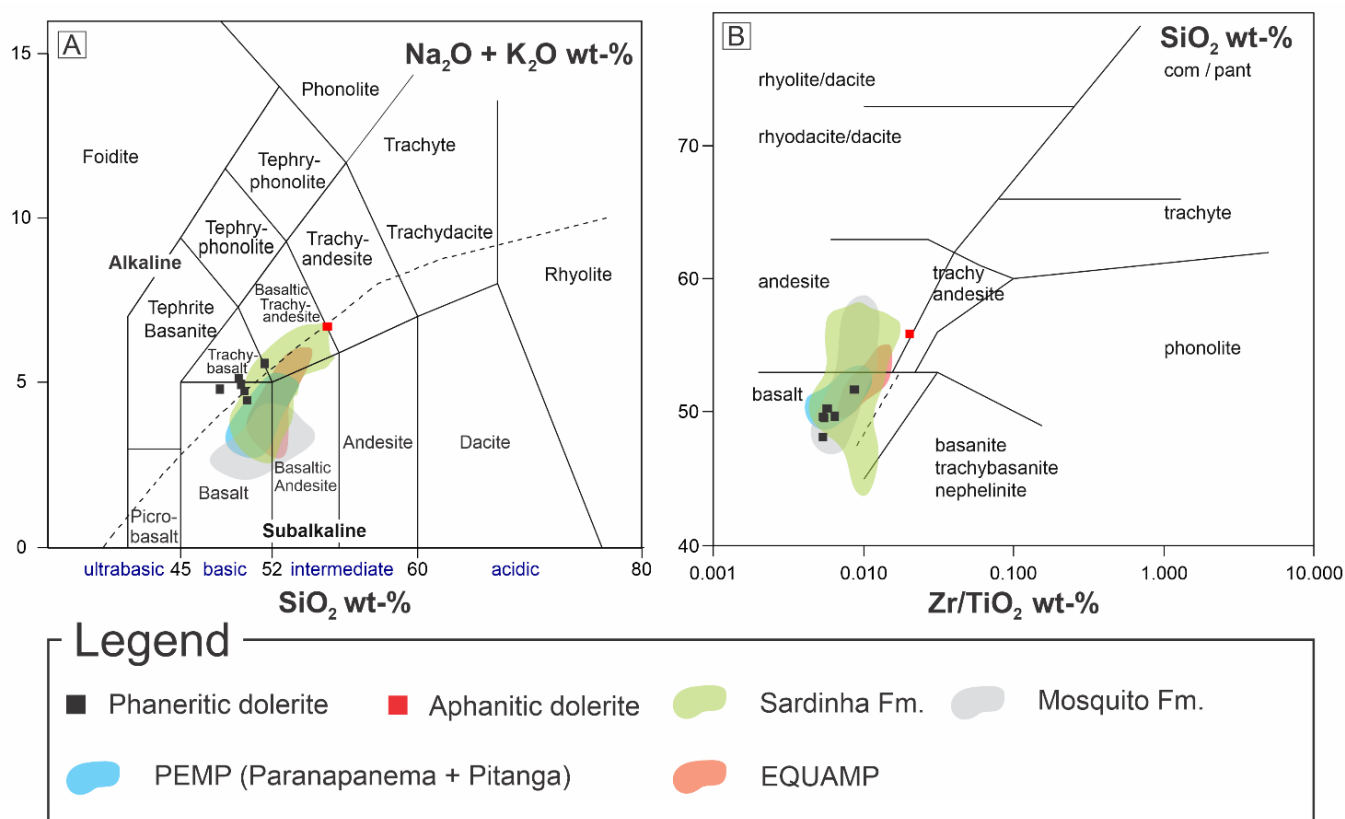 A
Na₂O + K₂O wt-%
15
10
5
0
Phonolite
Foidite
Tephry-
phonolite
Trachyte
Tephry-
phonolite
Trachy-
andesite
Trachydacite
Alkaline
Rhyolite
Tephrite
Basanite
Basaltic
Trachy-
andesite
Trachy-
basalt
Andesite
Dacite
Basalt
Basaltic
Andesite
Picro-
basalt
Subalkaline
ultrabasic 45 basic 52 intermediate 60 acidic 80
SiO₂ wt-%
B
SiO₂ wt-%
com / pant
rhyolite/dacite
rhyodacite/dacite
70
trachyte
60
andesite
trachy
andesite
phonolite
basalt
50
basanite
trachybasanite
nephelinite
40
0.001 0.010 0.100 1.000 10.000
Zr/TiO₂ wt-%
Legend
Phaneritic dolerite
Aphanitic dolerite
Sardinha Fm.
Mosquito Fm.
PEMP (Paranapanema + Pitanga)
EQUAMP